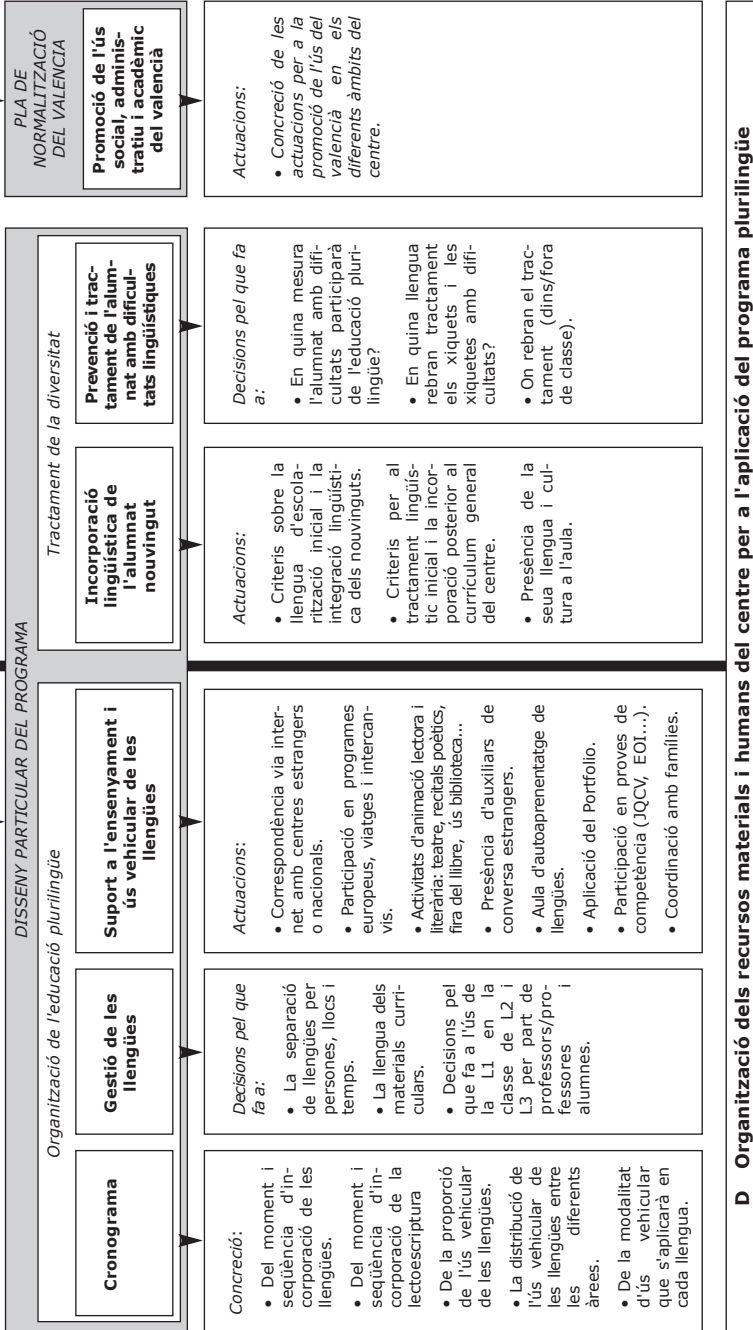 DISSENY PARTICULAR DEL PROGRAMA
Organització de l'educació plurilingüe
Cronograma
Concreció:
• Del moment i
seqüència d'in-
corporació de les
llengües.
• Del moment i
seqüència d'in-
corporació de la
lectoescriptura
• De la proporció
de l'ús vehicular
de les llengües.
• La distribució de
l'ús vehicular de
les llengües entre
les diferents
àrees.
• De la modalitat
d'ús vehicular
que s'aplicarà en
cada llengua.
Gestió de les
llengües
Decisions pel que
fa a:
• La separació
de llengües per
persones, llocs i
temps.
• La llengua dels
materials curri-
culars.
• Decisions pel
que fa a l'ús de
la L1 en la
classe de L2 i
L3 per part de
professors/pro-
fessores i
alumnes.
Suport a l'ensenyament i
ús vehicular de les
llengües
Actuacions:
• Correspondència via inter-
net amb centres estrangers
o nacionals.
• Participació en programes
europeus, viatges i intercan-
vis.
• Activitats d'animació lectora i
literària: teatre, recitals poètics,
fira del llibre, ús biblioteca...
• Presència d'auxiliars de
conversa estrangers.
• Aula d'autoaprenentatge de
llengües.
• Aplicació del Portfolio.
• Participació en proves de
competència (JQCV, EOI...).
• Coordinació amb famílies.
Tractament de la diversitat
Incorporació
lingüística de
l'alumnat
nouvingut
Actuacions:
• Criteris sobre la
llengua d'escola-
rització inicial i la
integració lingüísti-
ca dels nouvinguts.
• Criteris per al
tractament lingüís-
tic inicial i la incor-
poració posterior al
currículum general
del centre.
• Presència de la
seua llengua i cul-
tura a l'aula.
Prevenció i trac-
tament de l'alum-
nat amb dificul-
tats lingüístiques
Decisions pel que fa
a:
• En quina mesura
l'alumnat amb difi-
cultats participarà
de l'educació pluri-
lingüe?
• En quina llengua
rebran tractament
els xiquets i les
xiquetes amb difi-
cultats?
• On rebran el trac-
tament (dins/fora
de classe).
PLA DE
NORMALITZACIÓ
DEL VALENCIA
Promoció de l'ús
social, adminis-
tratiu i acadèmic
del valencià
Actuacions:
• Concreció de les
actuacions per a la
promoció de l'ús del
valencià en els
diferents àmbits del
centre.
D Organització dels recursos materials i humans del centre per a l'aplicació del programa plurilingüe